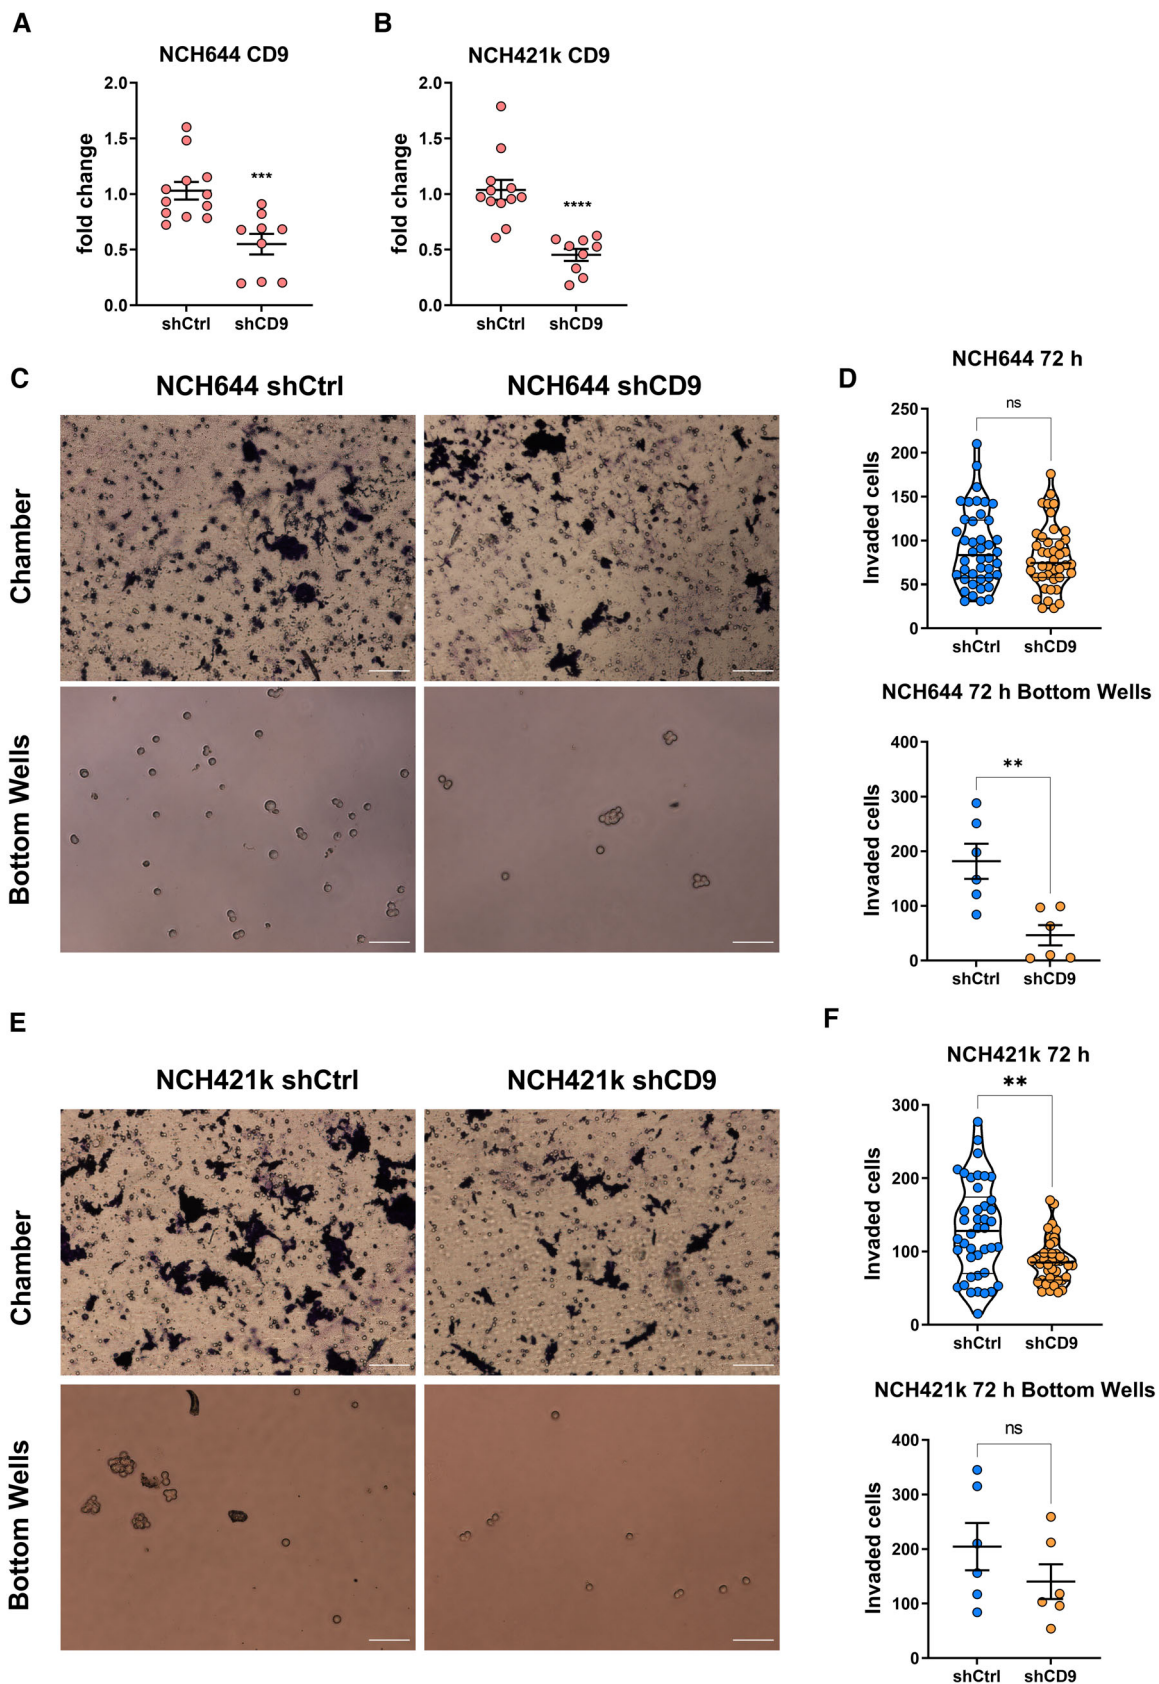 A
B
NCH644 CD9
NCH421k CD9
fold change
2.0
1.5
1.0
0.5
0.0
***
shCtrl
shCD9
fold change
2.0
1.5
1.0
0.5
0.0
****
shCtrl
shCD9
C
NCH644 shCtrl
NCH644 shCD9
Chamber
Bottom Wells
D
NCH644 72 h
ns
Invaded cells
250
200
150
100
50
0
shCtrl
shCD9
NCH644 72 h Bottom Wells
**
Invaded cells
400
300
200
100
0
shCtrl
shCD9
E
NCH421k shCtrl
NCH421k shCD9
Chamber
Bottom Wells
F
NCH421k 72 h
**
Invaded cells
300
200
100
0
shCtrl
shCD9
NCH421k 72 h Bottom Wells
ns
Invaded cells
400
300
200
100
0
shCtrl
shCD9